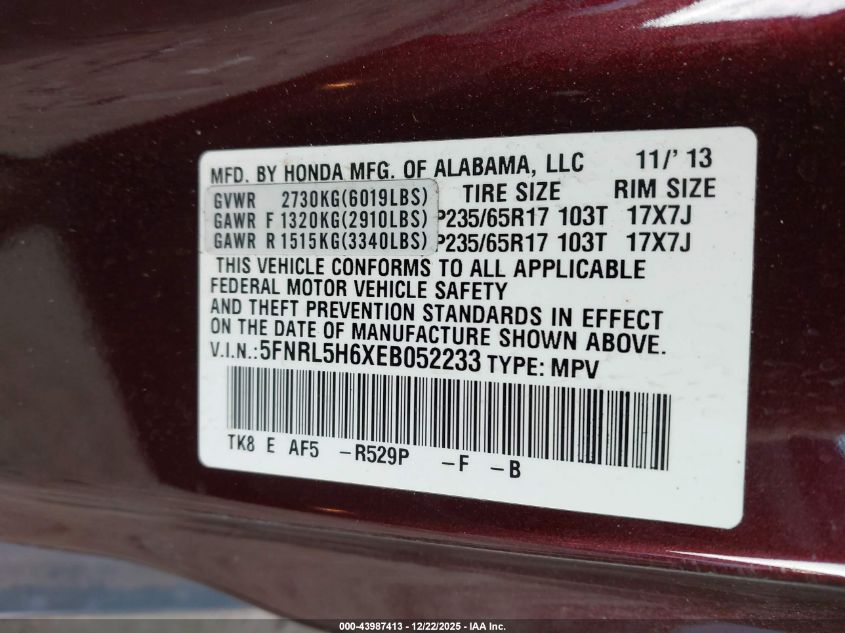 MFD. BY HONDA MFG. OF ALABAMA, LLC 11/' 13
GVWR 2730KG(6019LBS) TIRE SIZE RIM SIZE
GAWR F 1320KG(2910LBS) P235/65R17 103T 17X7J
GAWR R 1515KG(3340LBS) P235/65R17 103T 17X7J
THIS VEHICLE CONFORMS TO ALL APPLICABLE
FEDERAL MOTOR VEHICLE SAFETY
AND THEFT PREVENTION STANDARDS IN EFFECT
ON THE DATE OF MANUFACTURE SHOWN ABOVE.
V.I.N.:5FNRL5H6XEB052233 TYPE: MPV
TK8 E AF5 -R529P -F -B
000-43987413 - 12/22/2025 - IAA Inc.